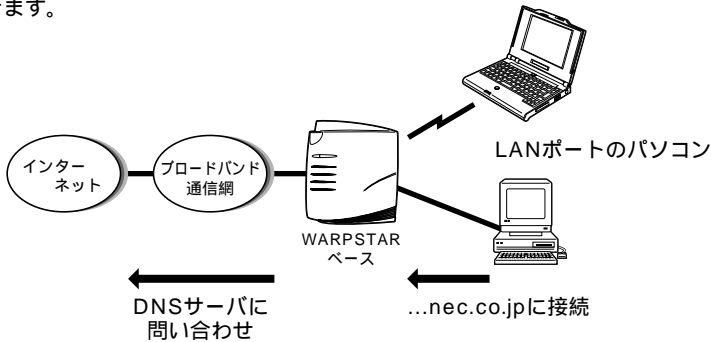 ます。
LANポートのパソコン
インター
ネット
ブロードバンド
通信網
WARPSTAR
ベース
DNSサーバに
問い合わせ
...nec.co.jpに接続